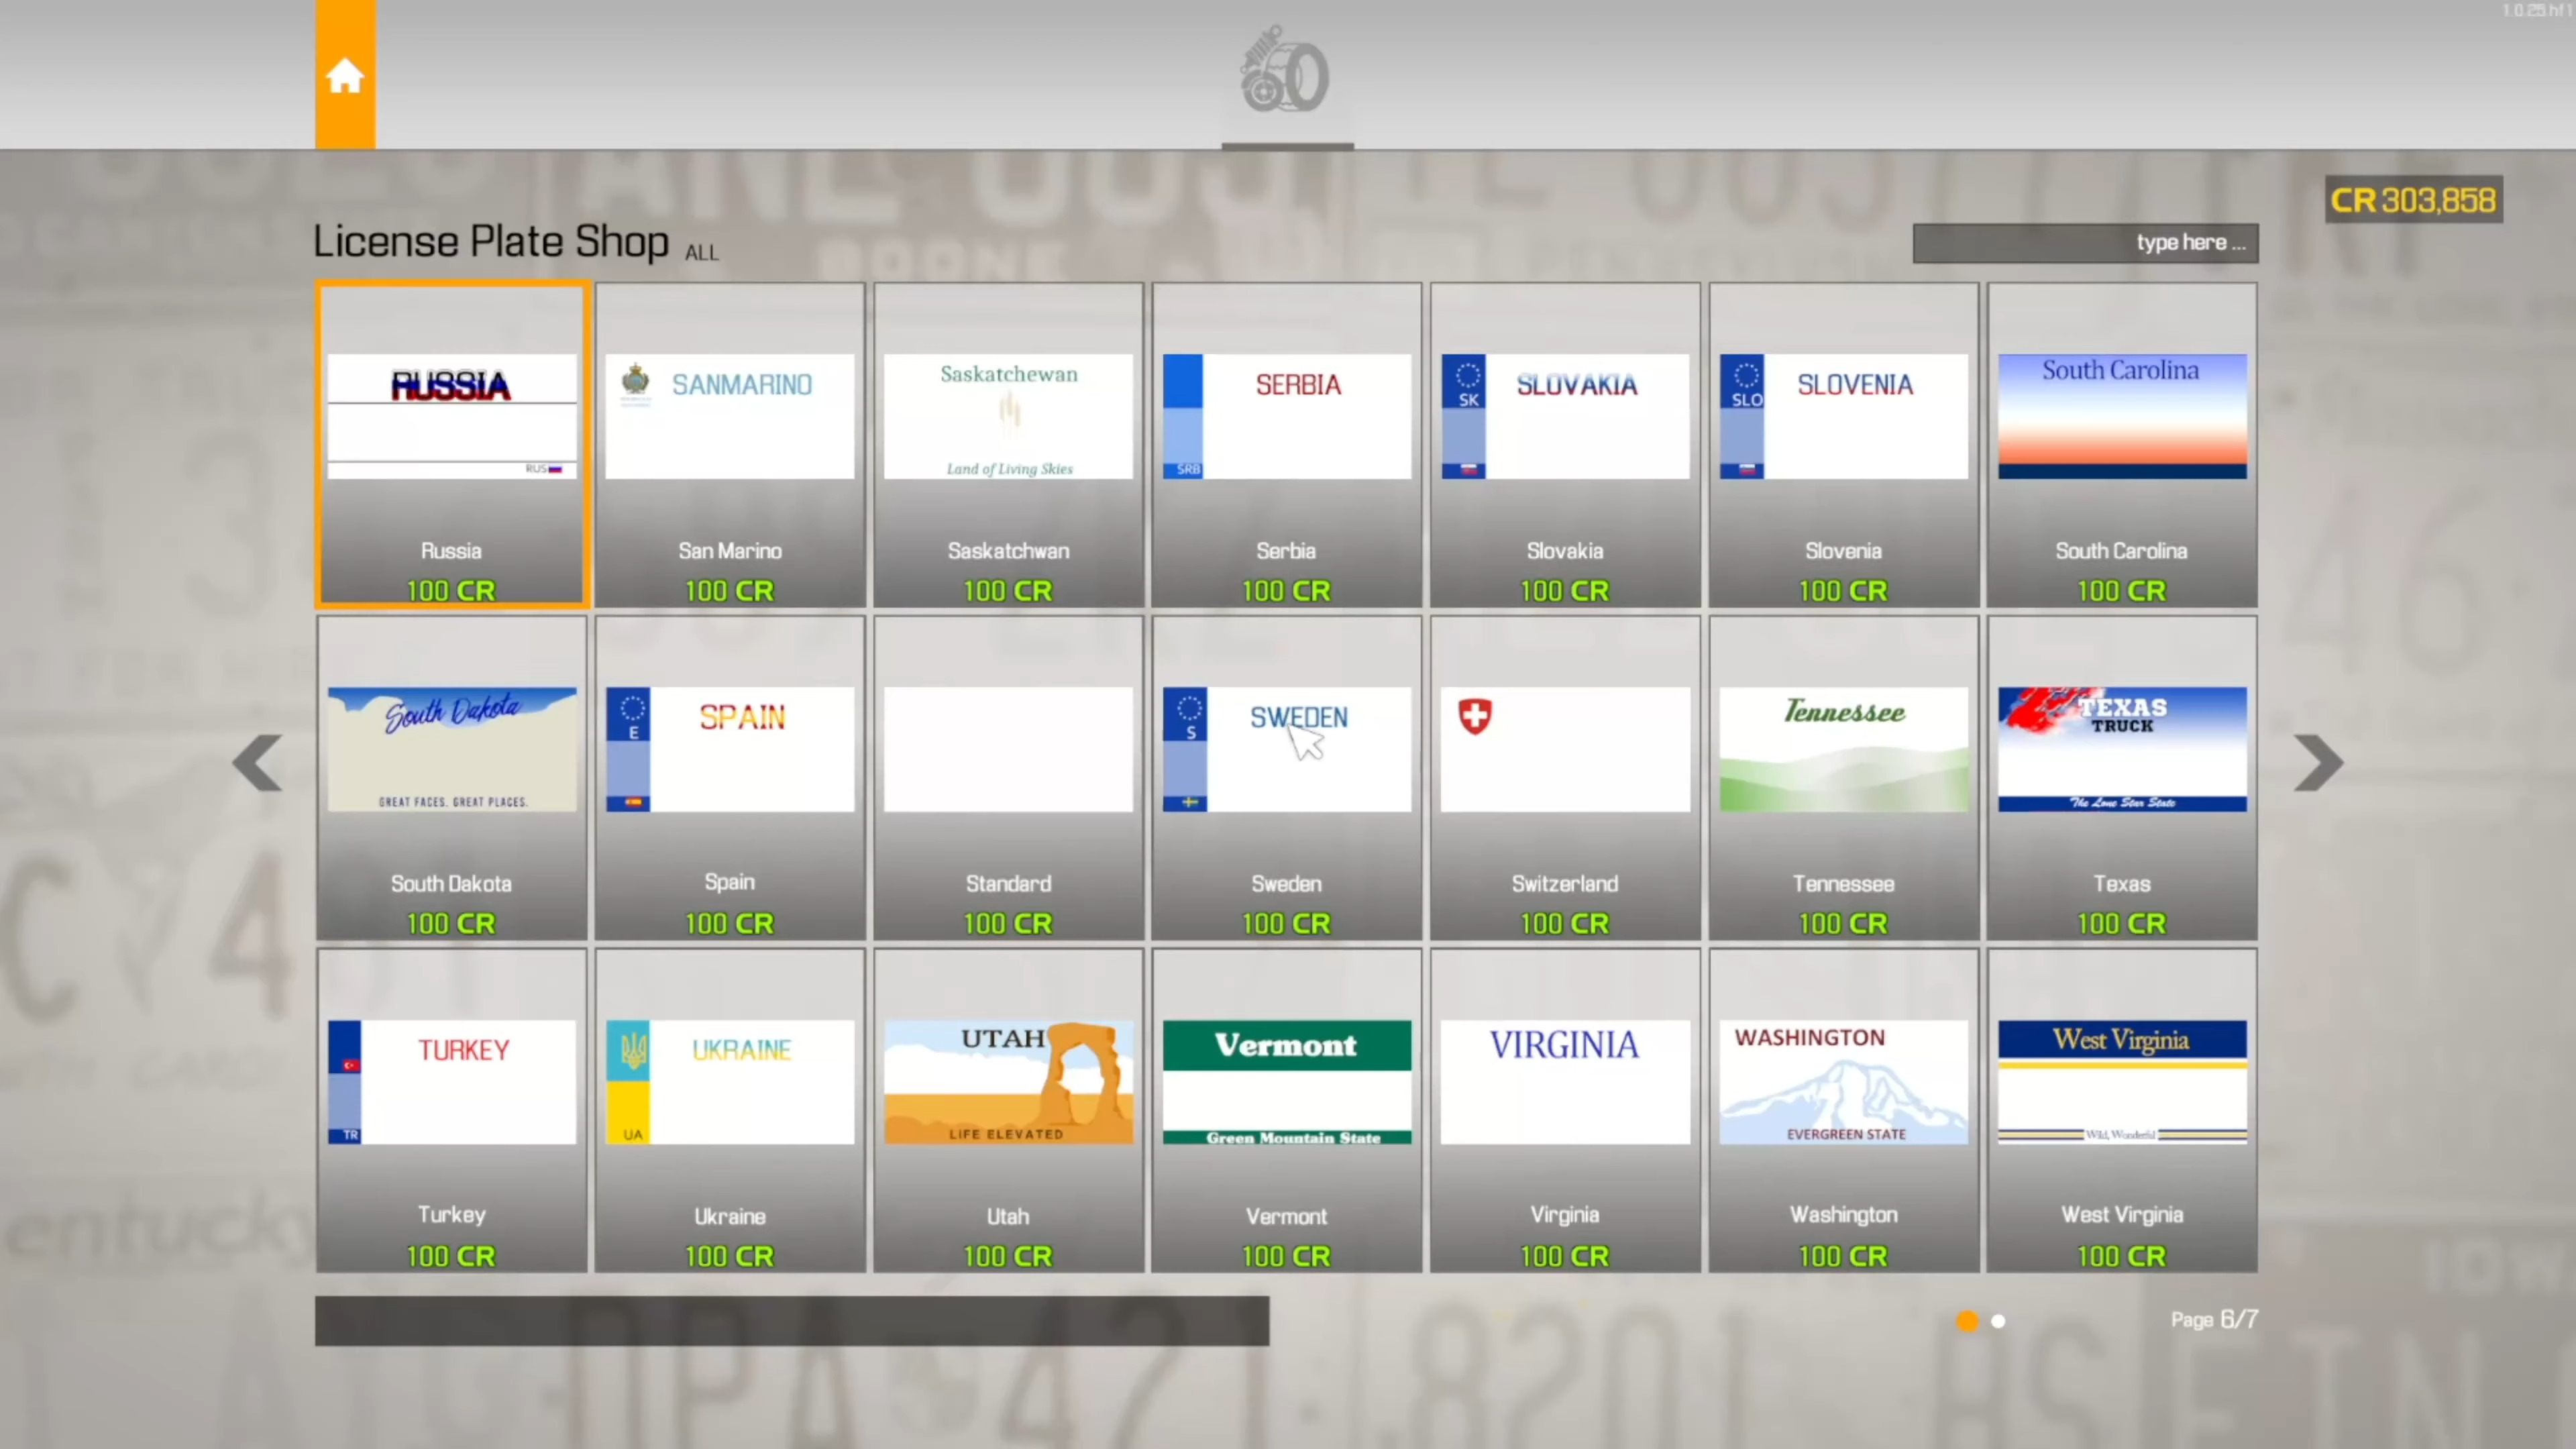 1.0.25.hf1
CR 303,858
License Plate Shop ALL
type here ...
RUSSIA
RUS
Russia
100 CR
SANMARINO
San Marino
100 CR
Saskatchewan
Land of Living Skies
Saskatchwan
100 CR
SERBIA
SRB
Serbia
100 CR
SK
SLOVAKIA
Slovakia
100 CR
SLO
SLOVENIA
Slovenia
100 CR
South Carolina
South Carolina
100 CR
South Dakota
GREAT FACES. GREAT PLACES.
South Dakota
100 CR
E
SPAIN
Spain
100 CR
Standard
100 CR
S
SWEDEN
Sweden
100 CR
Switzerland
100 CR
Tennessee
Tennessee
100 CR
TEXAS
TRUCK
The Lone Star State
Texas
100 CR
TURKEY
TR
Turkey
100 CR
UKRAINE
UA
Ukraine
100 CR
UTAH
LIFE ELEVATED
Utah
100 CR
Vermont
Green Mountain State
Vermont
100 CR
VIRGINIA
Virginia
100 CR
WASHINGTON
EVERGREEN STATE
Washington
100 CR
West Virginia
Wild, Wonderful
West Virginia
100 CR
Page 6/7